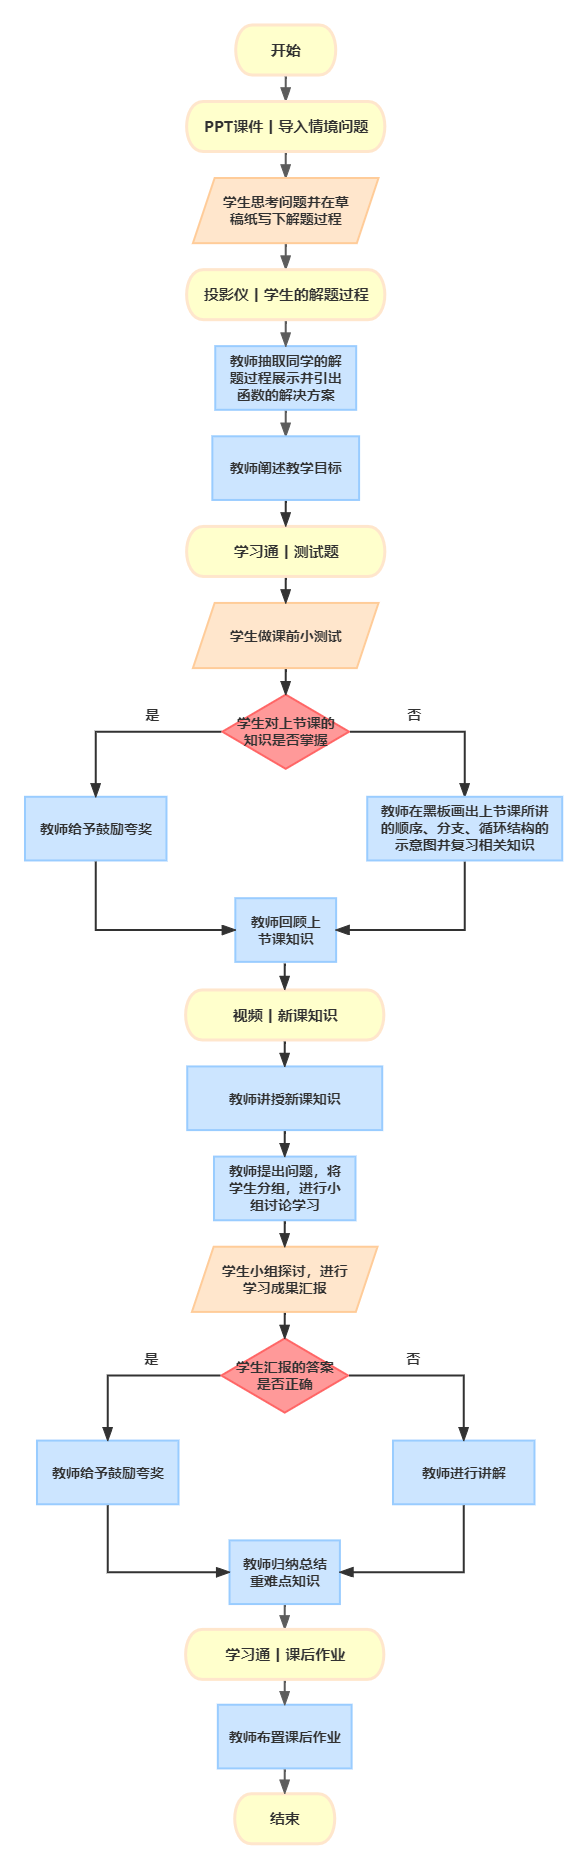 开始
PPT课件 | 导入情境问题
学生思考问题并在草
稿纸写下解题过程
投影仪 | 学生的解题过程
教师抽取同学的解
题过程展示并引出
函数的解决方案
教师阐述教学目标
学习通 | 测试题
学生做课前小测试
学生对上节课的
知识是否掌握
是
否
教师给予鼓励夸奖
教师在黑板画出上节课所讲
的顺序、分支、循环结构的
示意图并复习相关知识
教师回顾上
节课知识
视频 | 新课知识
教师讲授新课知识
教师提出问题，将
学生分组，进行小
组讨论学习
学生小组探讨，进行
学习成果汇报
是
否
学生汇报的答案
是否正确
教师给予鼓励夸奖
教师进行讲解
教师归纳总结
重难点知识
学习通 | 课后作业
教师布置课后作业
结束